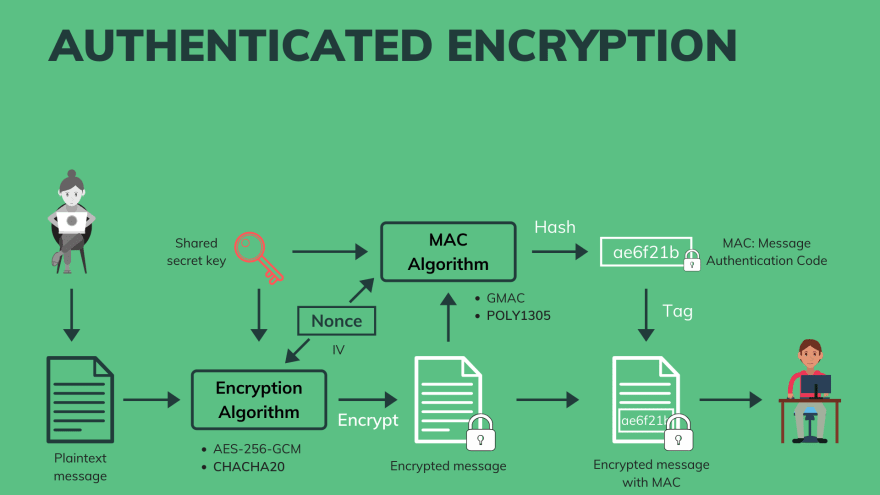 AUTHENTICATED ENCRYPTION
Shared
secret key
MAC
Algorithm
Hash
ae6f21b
MAC: Message
Authentication Code
• GMAC
• POLY1305
Nonce
IV
Tag
Encryption
Algorithm
Encrypt
ae6f21b
Plaintext
message
• AES-256-GCM
• CHACHA20
Encrypted message
Encrypted message
with MAC